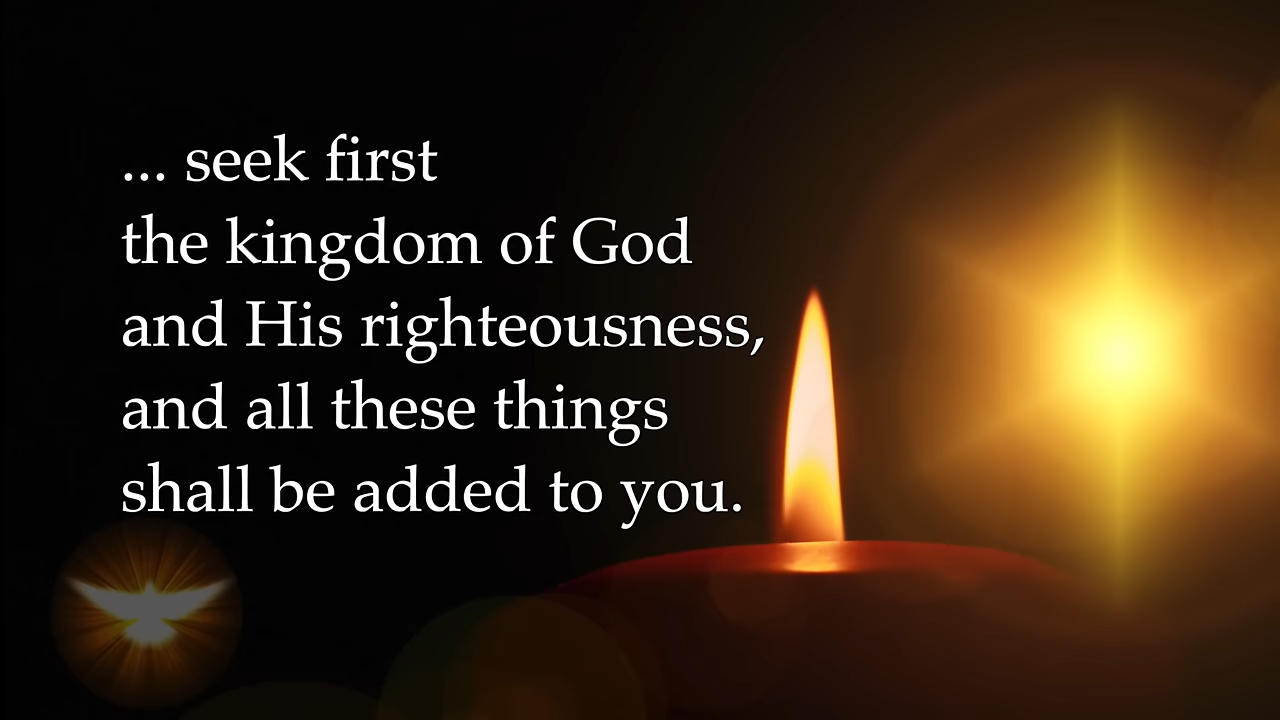 ... seek first
the kingdom of God
and His righteousness,
and all these things
shall be added to you.